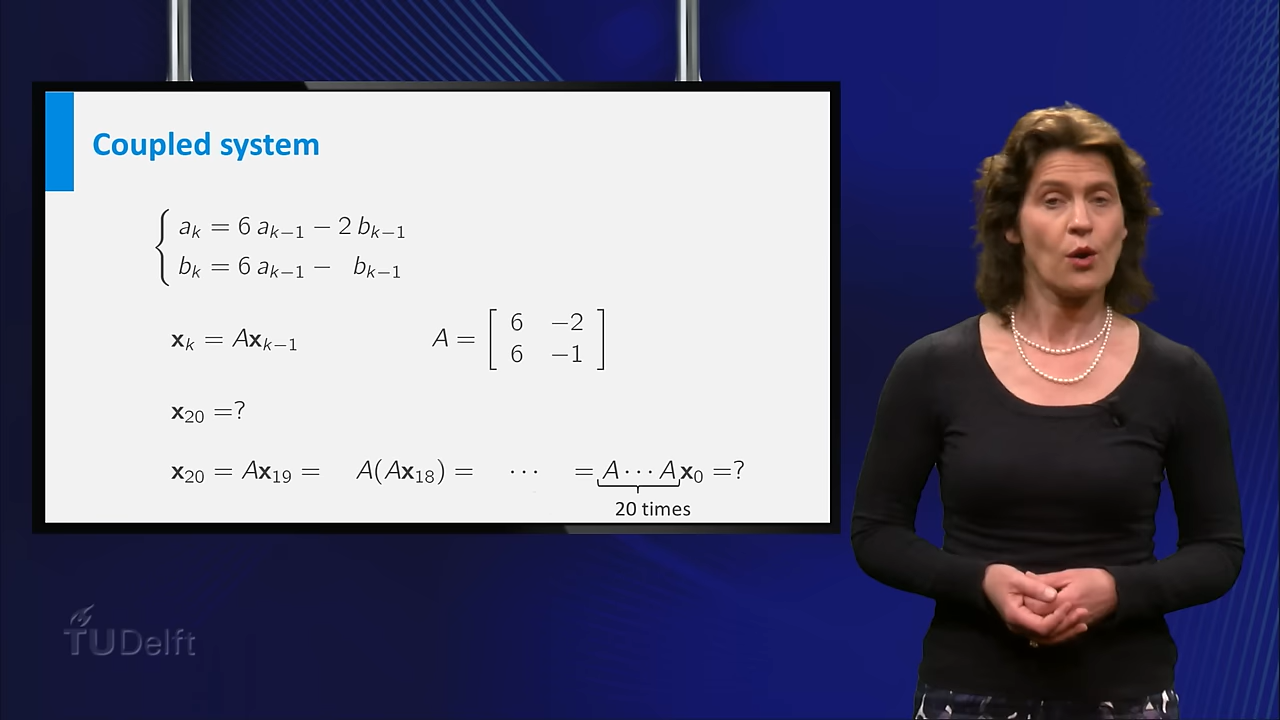 Coupled system
a_k = 6 a_{k−1} − 2 b_{k−1}
b_k = 6 a_{k−1} − b_{k−1}
x_k = Ax_{k−1} A = [ 6 −2
6 −1 ]
x_20 =?
x_20 = Ax_19 = A(Ax_18) = ⋯ = A⋯A x_0 =?
20 times
TUDelft